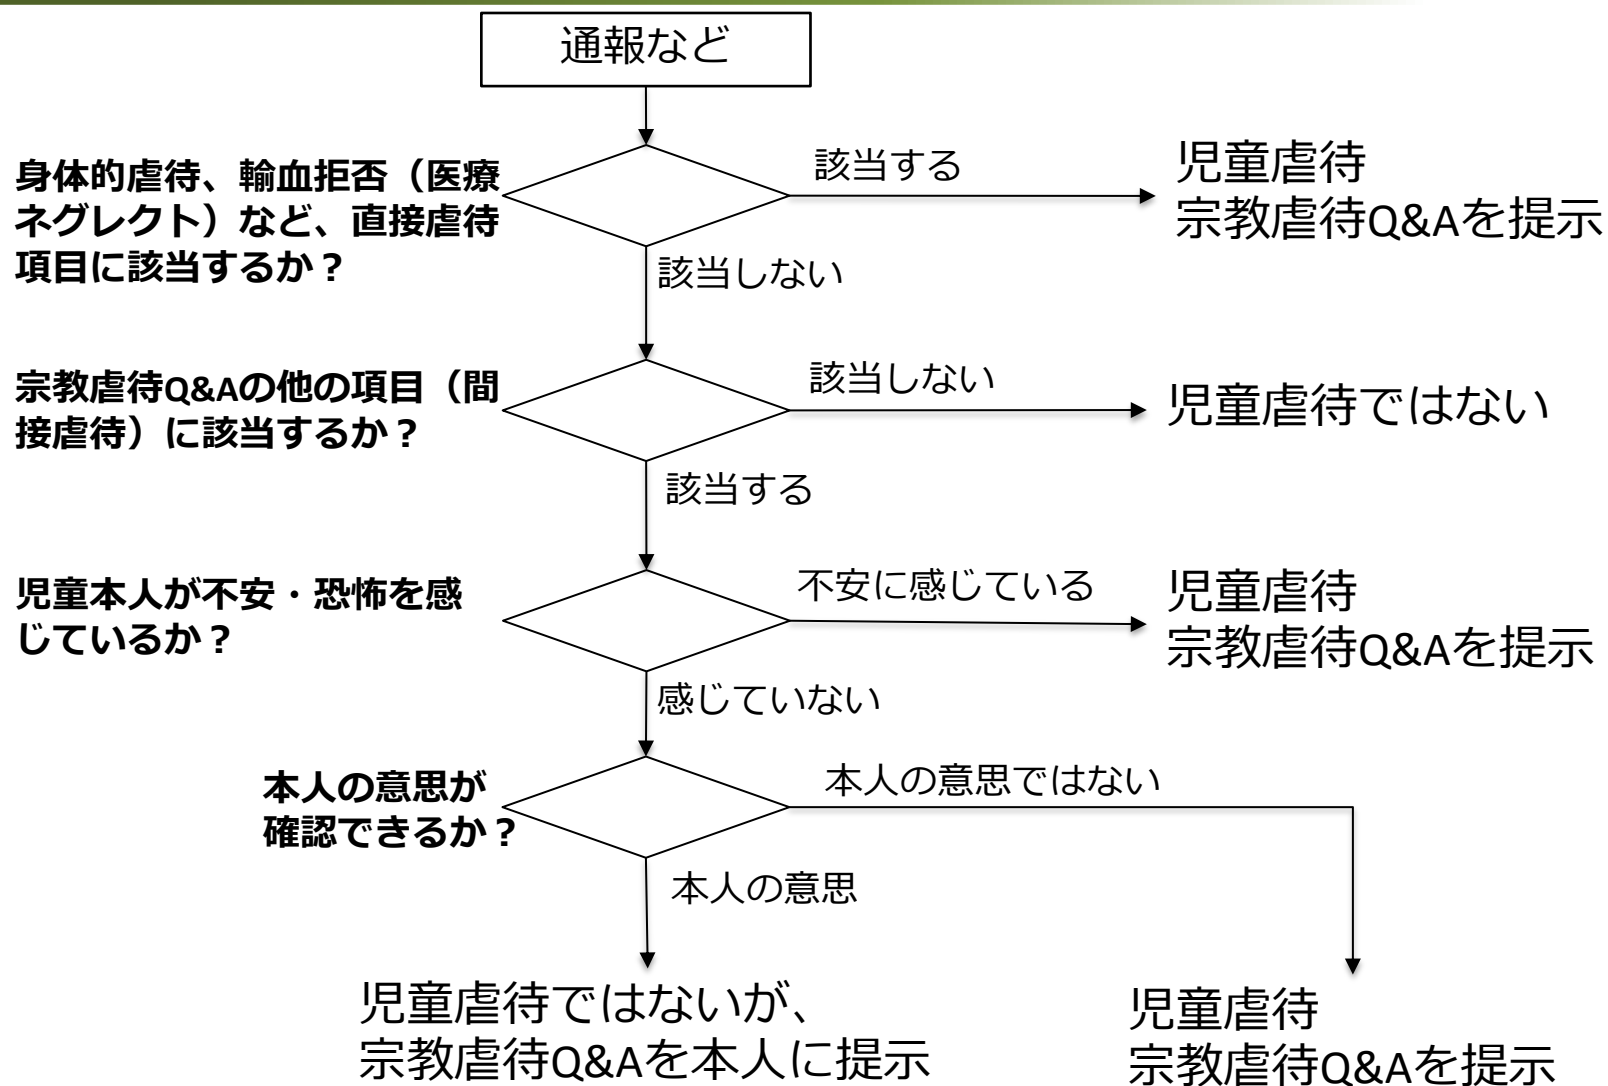 通報など
身体的虐待、輸血拒否（医療
ネグレクト）など、直接虐待
項目に該当するか？
該当する
児童虐待
宗教虐待Q&Aを提示
該当しない
宗教虐待Q&Aの他の項目（間
接虐待）に該当するか？
該当しない
児童虐待ではない
該当する
児童本人が不安・恐怖を感
じているか？
不安に感じている
児童虐待
宗教虐待Q&Aを提示
感じていない
本人の意思が
確認できるか？
本人の意思ではない
本人の意思
児童虐待ではないが、
宗教虐待Q&Aを本人に提示
児童虐待
宗教虐待Q&Aを提示